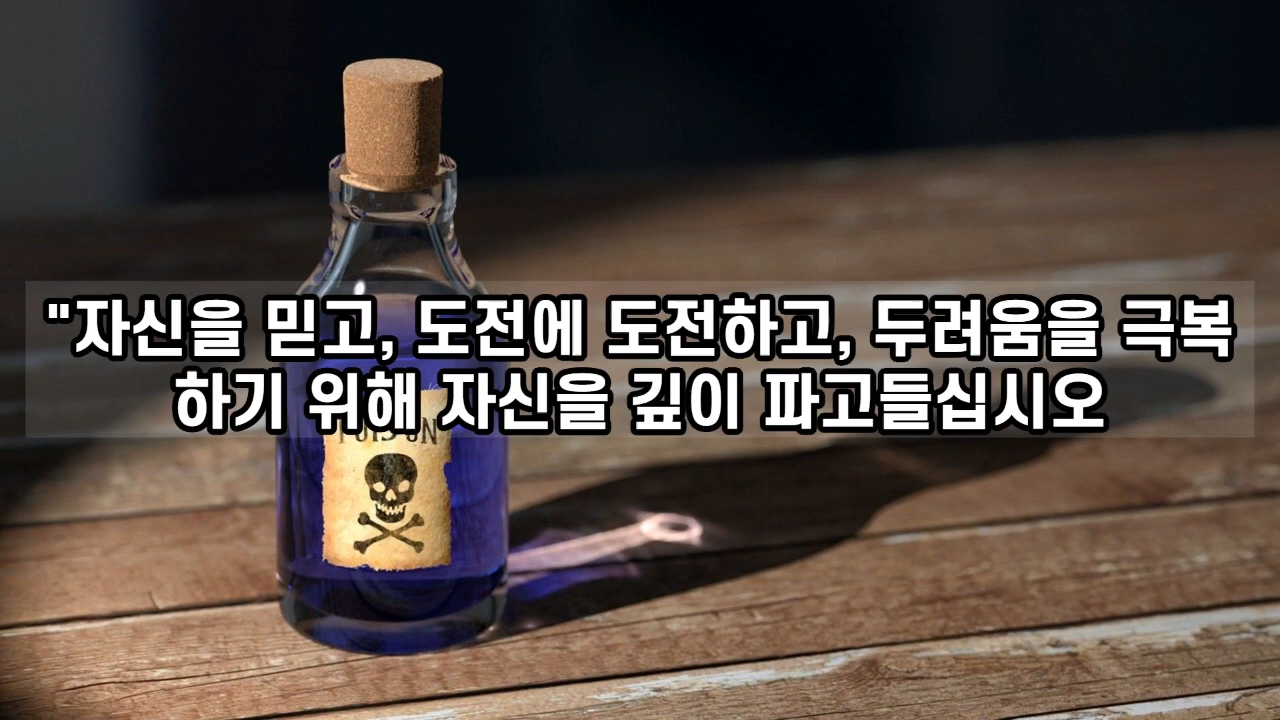 "자신을 믿고, 도전에 도전하고, 두려움을 극복
하기 위해 자신을 깊이 파고들십시오